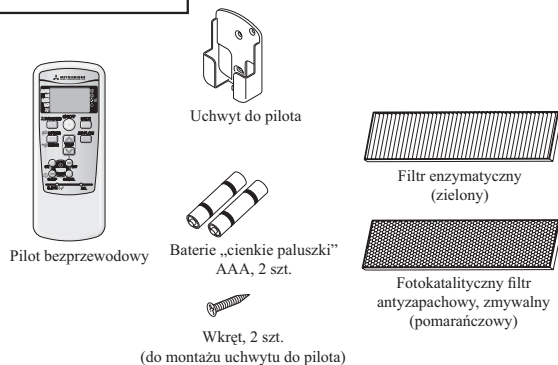 MITSUBISHI
Uchwyt do pilota
Pilot bezprzewodowy
Baterie „cienkie paluszki”
AAA, 2 szt.
Wkręt, 2 szt.
(do montażu uchwytu do pilota)
Filtr enzymatyczny
(zielony)
Fotokatalityczny filtr
antyzapachowy, zmywalny
(pomarańczowy)